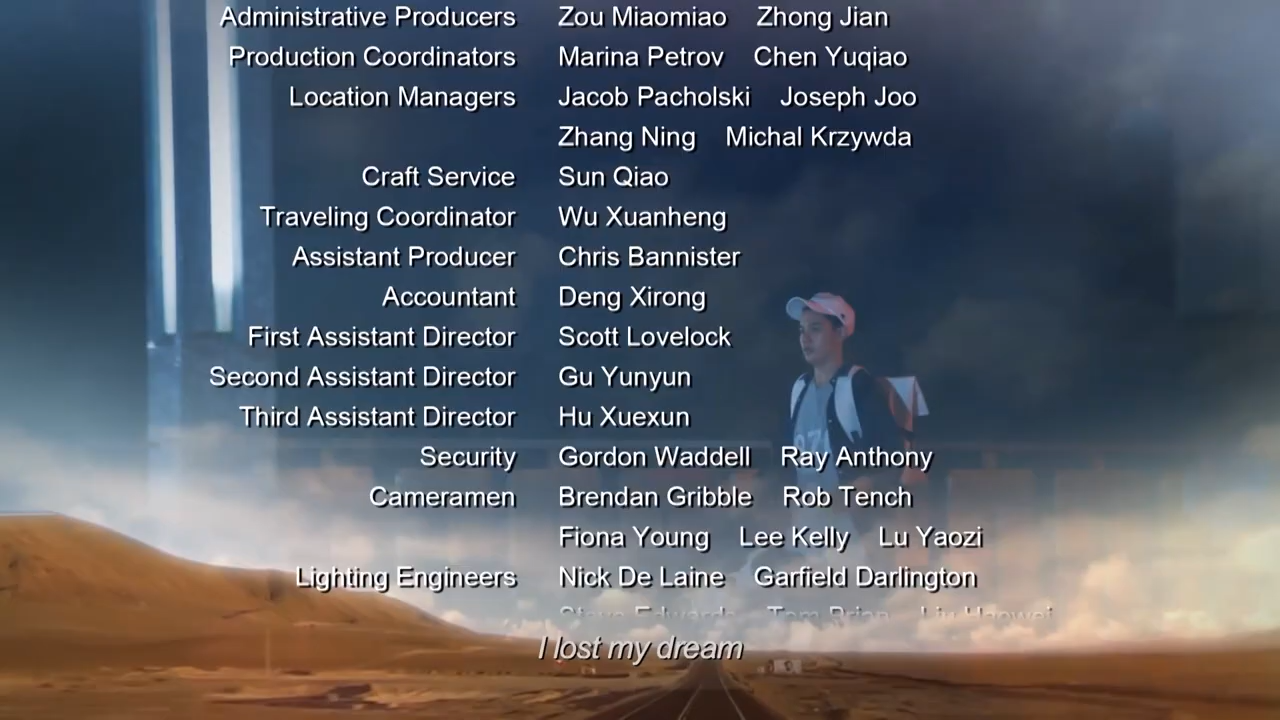 Administrative Producers Zou Miaomiao Zhong Jian
Production Coordinators Marina Petrov Chen Yuqiao
Location Managers Jacob Pacholski Joseph Joo
Zhang Ning Michal Krzywda
Craft Service Sun Qiao
Traveling Coordinator Wu Xuanheng
Assistant Producer Chris Bannister
Accountant Deng Xirong
First Assistant Director Scott Lovelock
Second Assistant Director Gu Yunyun
Third Assistant Director Hu Xuexun
Security Gordon Waddell Ray Anthony
Cameramen Brendan Gribble Rob Tench
Fiona Young Lee Kelly Lu Yaozi
Lighting Engineers Nick De Laine Garfield Darlington
Steve Edwards Tom Brian
I lost my dream